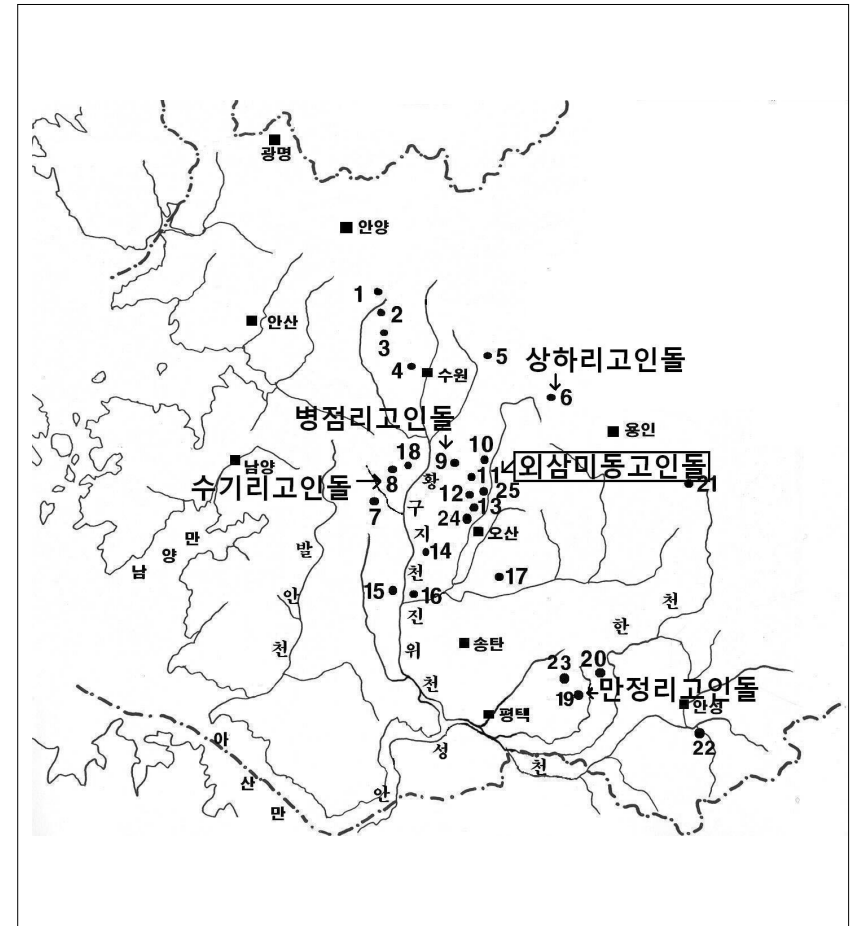 광명
안양
1
2
안산
3
5
상하리고인돌
4
수원
6
병점리고인돌
용인
10
남양
18
9
외삼미동고인돌
8
11
21
수기리고인돌
황
12
25
7
구
13
24
오산
만
양
남
발
지
14
안
천
17
15
16
천
천
진
한
위
송탄
천
23
20
19
만정리고인돌
평택
안성
아
성
22
산
천
만
안